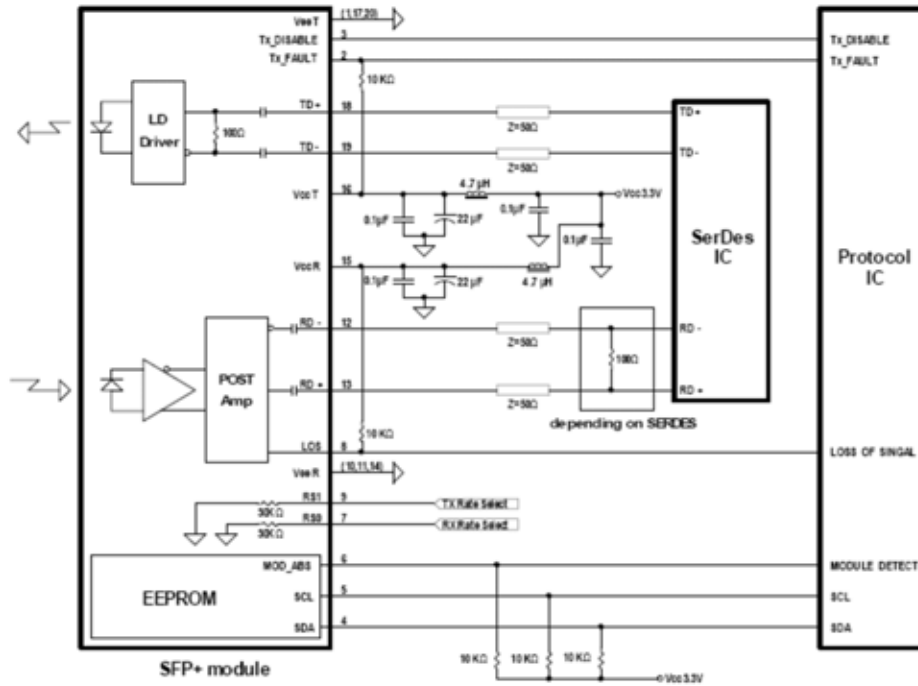 VeeT (1,17,20)
Tx_DISABLE 3 Tx_DISABLE
Tx_FAULT 2 Tx_FAULT
10 KΩ
LD Driver
100Ω
TD+ 18 Z=50Ω TD+
TD - 19 Z=50Ω TD -
VccT 16 4.7 µH Vcc3.3V
0.1µF 22 µF 0.1µF 0.1µF
SerDes IC
Protocol IC
VccR 15 4.7 µH
0.1µF 22 µF
RD - 12 Z=50Ω RD -
100Ω
POST Amp
RD + 13 Z=50Ω RD +
depending on SERDES
10 KΩ
LOS 8 LOSS OF SINGAL
VeeR (10,11,14)
RS1 9 TX Rate Select
30KΩ
RS0 7 RX Rate Select
30KΩ
MOD_ABS 6 MODULE DETECT
EEPROM
SCL 5 SCL
SDA 4 SDA
10 KΩ 10 KΩ 10 KΩ
Vcc3.3V
SFP+ module